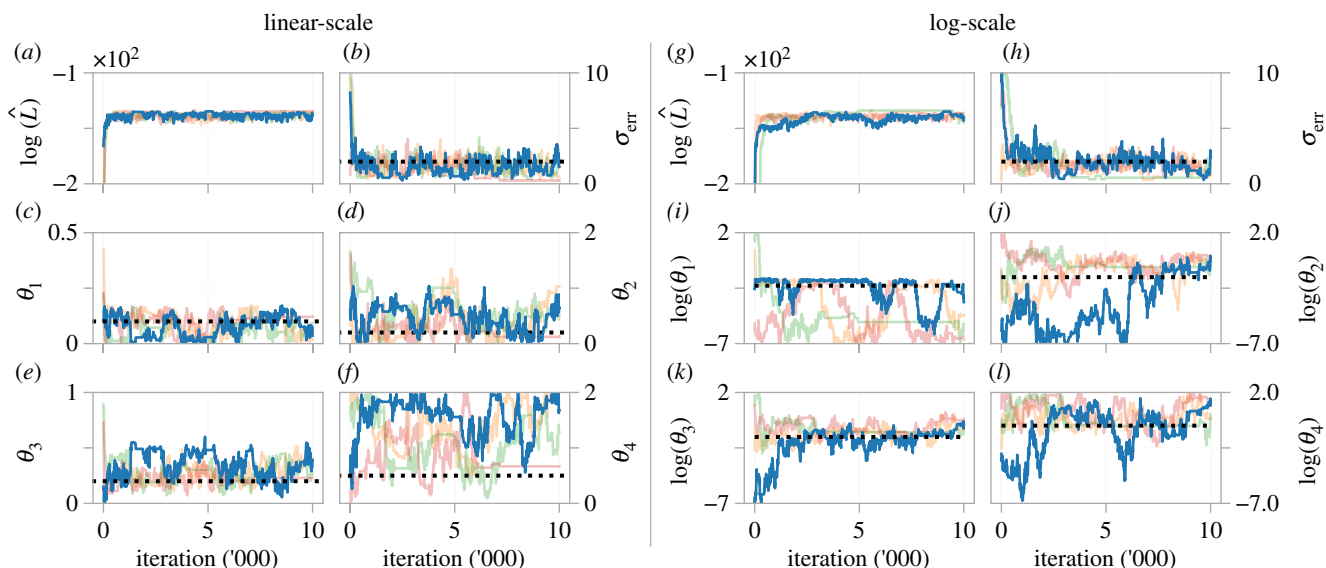 linear-scale
log-scale
(a)
×10²
(b)
(g)
×10²
(h)
−1
10
−1
10
log (L̂)
σerr
log (L̂)
σerr
−2
0
−2
0
(c)
(d)
(i)
(j)
0.5
2
2
2.0
θ1
θ2
log(θ1)
log(θ2)
0
0
−7
−7.0
(e)
(f)
(k)
(l)
1
2
2
2.0
θ3
θ4
log(θ3)
log(θ4)
0
0
−7
−7.0
0 5 10 0 5 10 0 5 10 0 5 10
iteration ('000) iteration ('000) iteration ('000) iteration ('000)